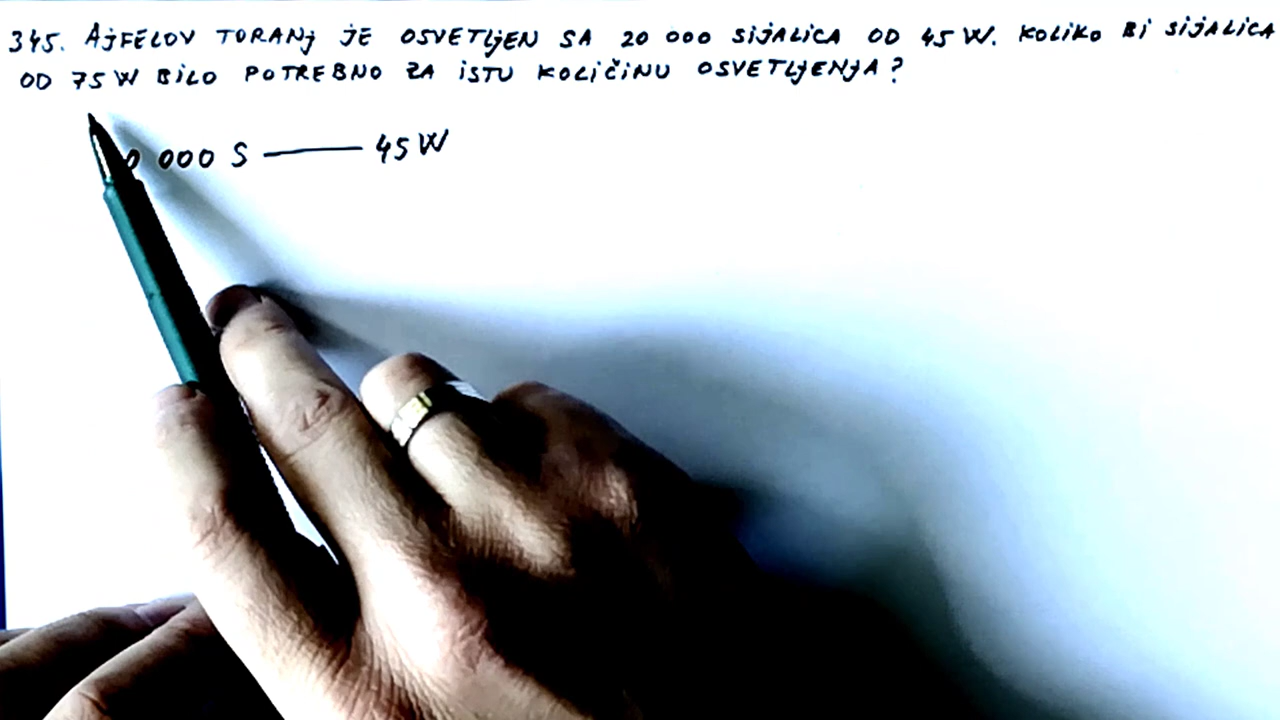 345. AJFELOV TORANj JE OSVETLjEN SA 20 000 SIJALICA OD 45 W. KOLIKO BI SIJALICA
OD 75 W BILO POTREBNO ZA ISTU KOLIČINU OSVETLjENjA?
0 000 S —— 45 W